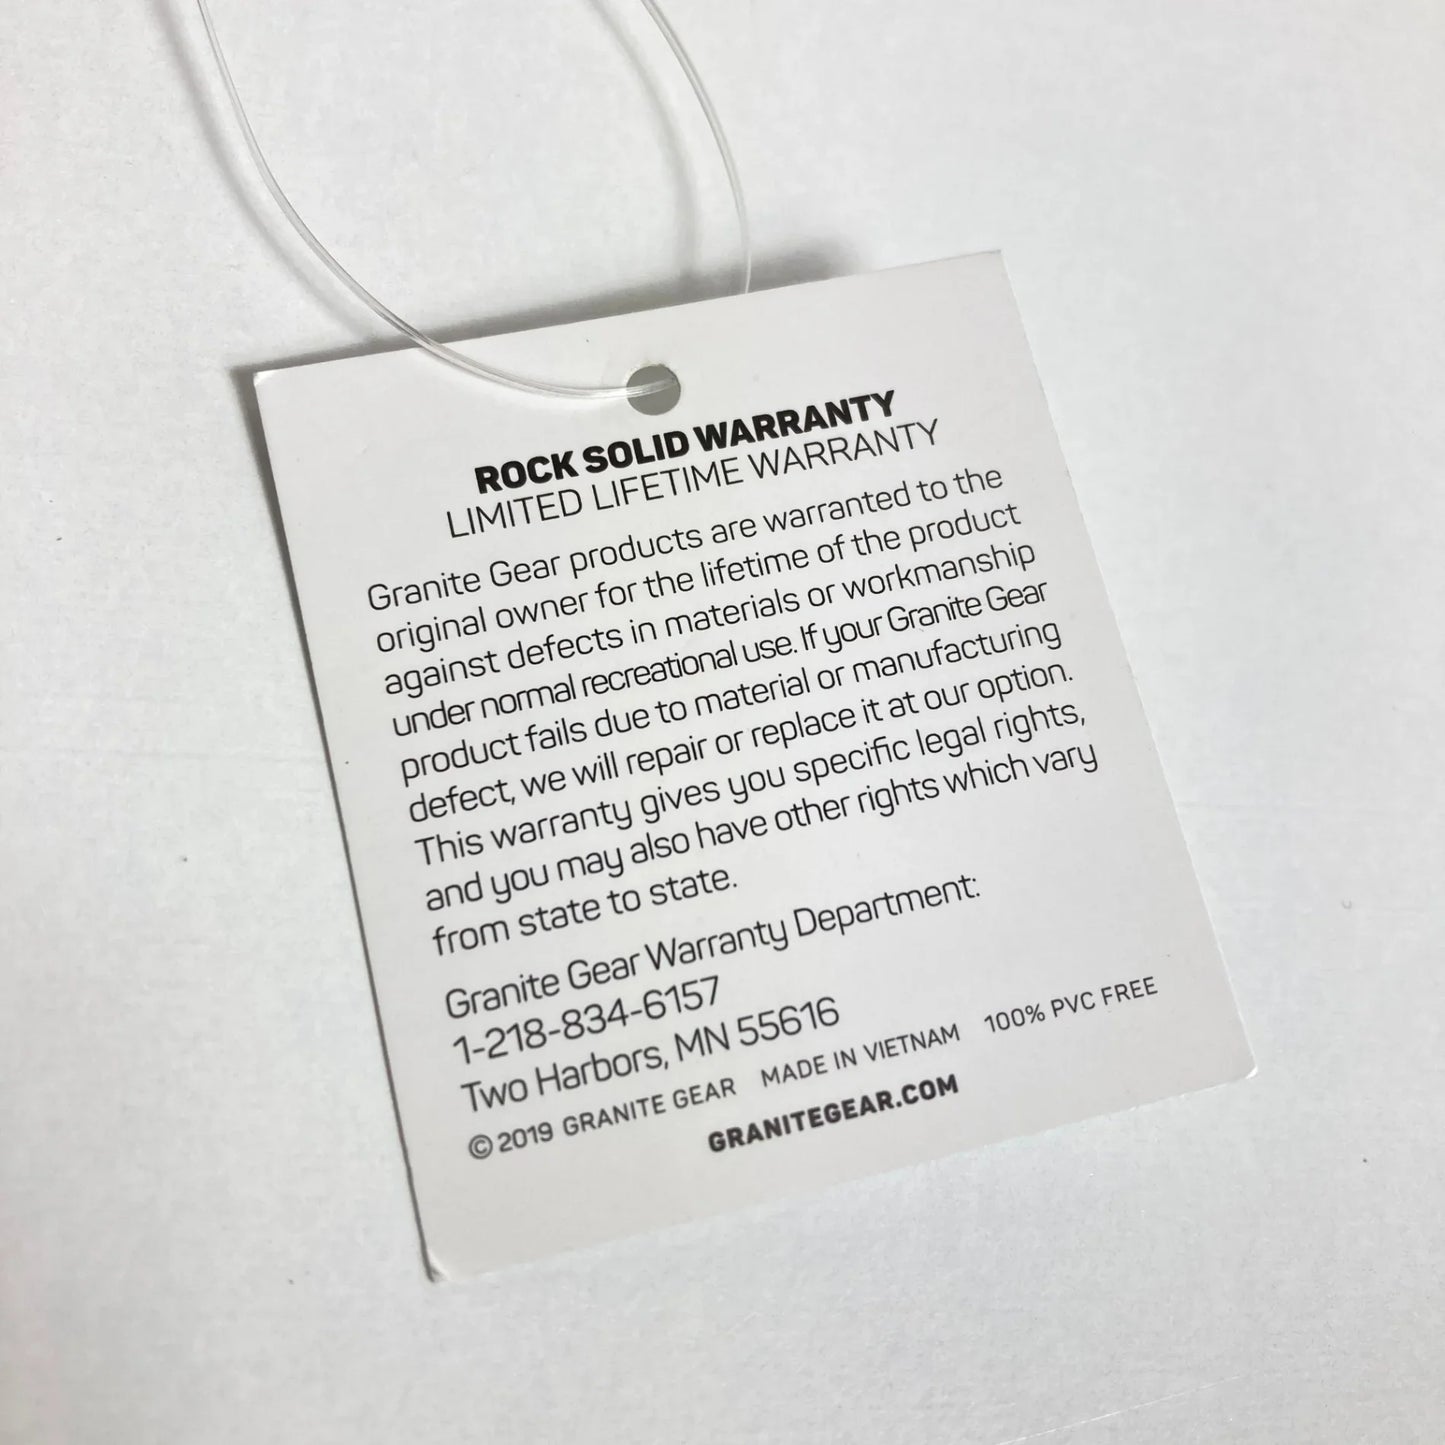 ROCK SOLID WARRANTY
LIMITED LIFETIME WARRANTY
Granite Gear products are warranted to the
original owner for the lifetime of the product
against defects in materials or workmanship
under normal recreational use. If your Granite Gear
product fails due to material or manufacturing
defect, we will repair or replace it at our option.
This warranty gives you specific legal rights,
and you may also have other rights which vary
from state to state.
Granite Gear Warranty Department:
1-218-834-6157
Two Harbors, MN 55616
© 2019 GRANITE GEAR MADE IN VIETNAM 100% PVC FREE
GRANITEGEAR.COM